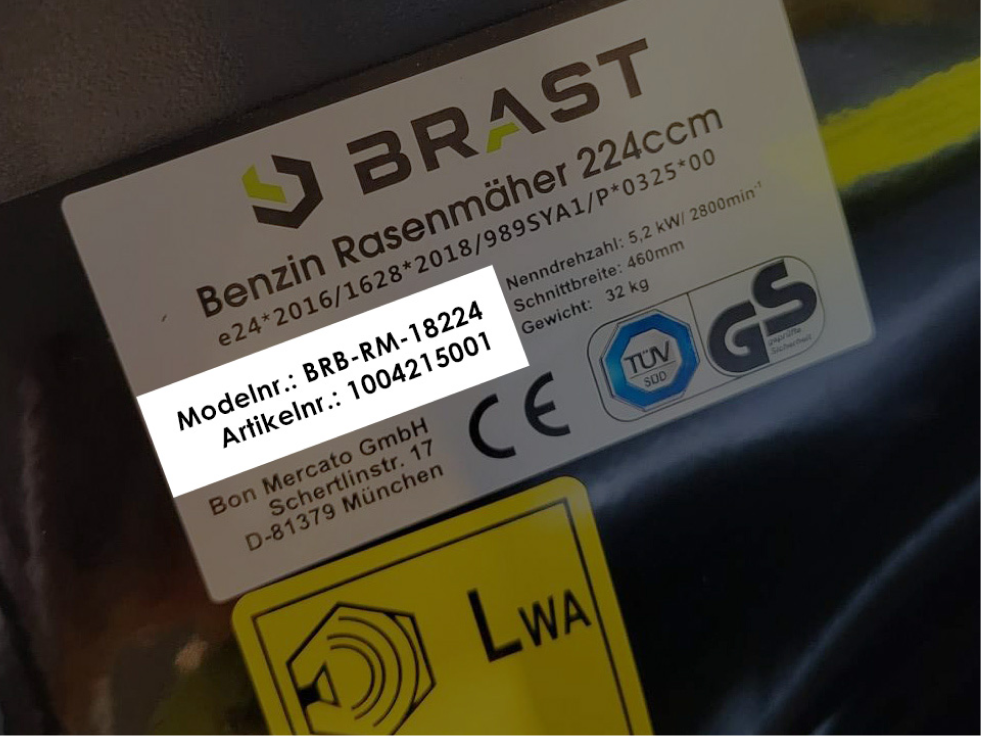 BRAST
Benzin Rasenmäher 224ccm
e24*2016/1628*2018/989SYA1/P*0325*00
Modelnr.: BRB-RM-18224
Artikelnr.: 1004215001
Nenndrehzahl: 5,2 kW/ 2800min⁻¹
Schnittbreite: 460mm
Gewicht: 32 kg
Bon Mercato GmbH
Schertlinstr. 17
D-81379 München
CE
TÜV
SÜD
GS
geprüfte
Sicherheit
LWA